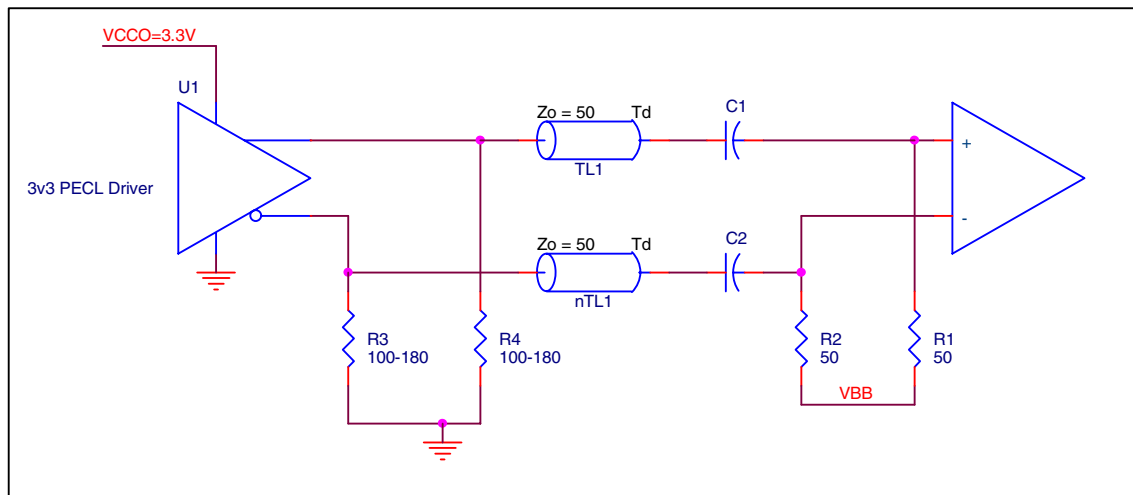 VCCO=3.3V
U1
3v3 PECL Driver
Zo = 50 Td
TL1
C1
+
-
Zo = 50 Td
nTL1
C2
R3
100-180
R4
100-180
R2
50
R1
50
VBB